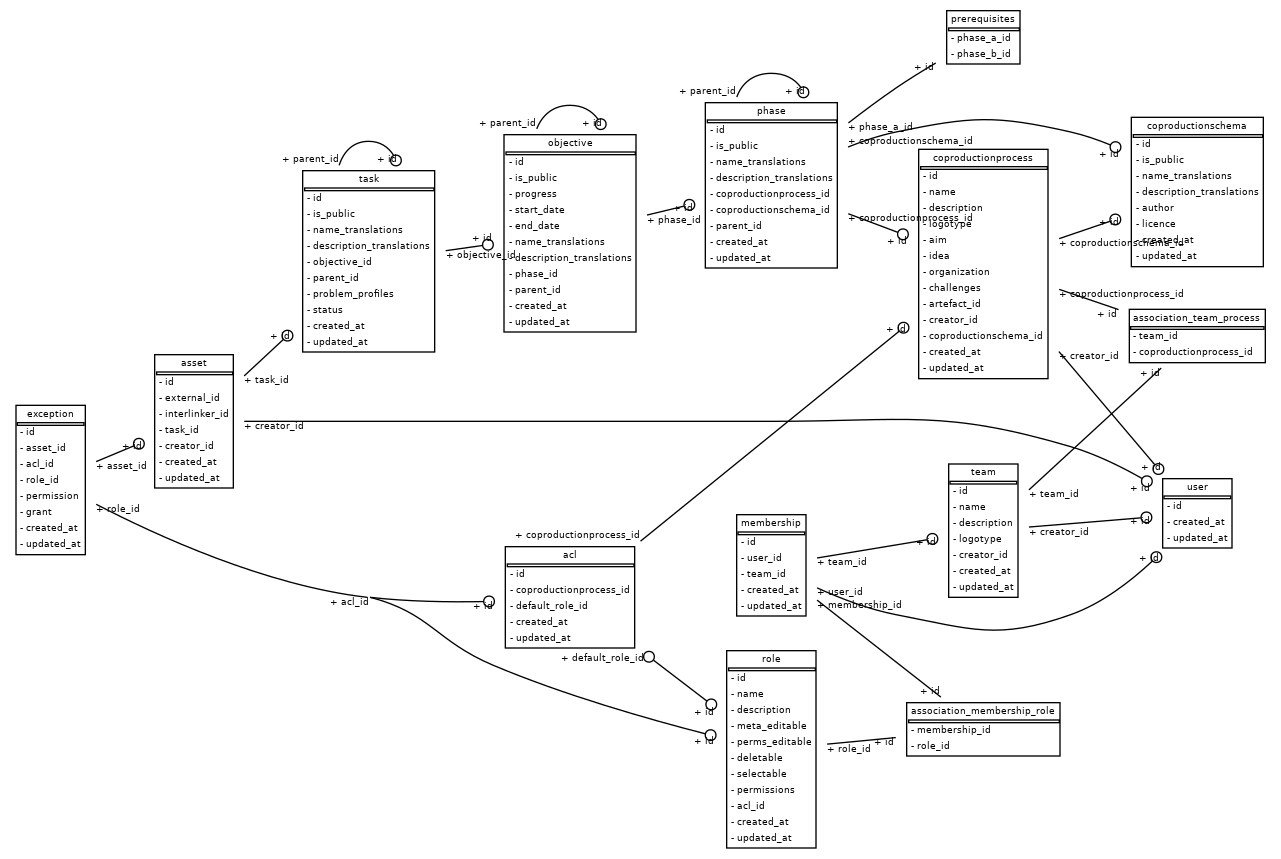 prerequisites
- phase_a_id
- phase_b_id
+ id
+ parent_id
+ id
phase
- id
- is_public
- name_translations
- description_translations
- coproductionprocess_id
- coproductionschema_id
- parent_id
- created_at
- updated_at
+ phase_a_id
+ coproductionschema_id
+ coproductionprocess_id
+ id
+ id
coproductionschema
- id
- is_public
- name_translations
- description_translations
- author
- licence
- created_at
- updated_at
+ parent_id
+ id
objective
- id
- is_public
- progress
- start_date
- end_date
- name_translations
- description_translations
- phase_id
- parent_id
- created_at
- updated_at
+ phase_id
+ id
coproductionprocess
- id
- name
- description
- logotype
- aim
- idea
- organization
- challenges
- artefact_id
- creator_id
- coproductionschema_id
- created_at
- updated_at
+ id
+ coproductionschema_id
+ coproductionprocess_id
+ id
+ creator_id
+ parent_id
+ id
task
- id
- is_public
- name_translations
- description_translations
- objective_id
- parent_id
- problem_profiles
- status
- created_at
- updated_at
+ id
+ objective_id
association_team_process
- team_id
- coproductionprocess_id
+ id
+ id
+ id
+ task_id
asset
- id
- external_id
- interlinker_id
- task_id
- creator_id
- created_at
- updated_at
+ creator_id
exception
- id
- asset_id
- acl_id
- role_id
- permission
- grant
- created_at
- updated_at
+ id
+ asset_id
+ role_id
+ acl_id
+ id
+ id
team
- id
- name
- description
- logotype
- creator_id
- created_at
- updated_at
+ team_id
+ creator_id
+ id
user
- id
- created_at
- updated_at
+ id
membership
- id
- user_id
- team_id
- created_at
- updated_at
+ id
+ team_id
+ user_id
+ membership_id
+ coproductionprocess_id
acl
- id
- coproductionprocess_id
- default_role_id
- created_at
- updated_at
+ id
+ default_role_id
+ id
+ id
role
- id
- name
- description
- meta_editable
- perms_editable
- deletable
- selectable
- permissions
- acl_id
- created_at
- updated_at
+ role_id
+ id
+ id
association_membership_role
- membership_id
- role_id